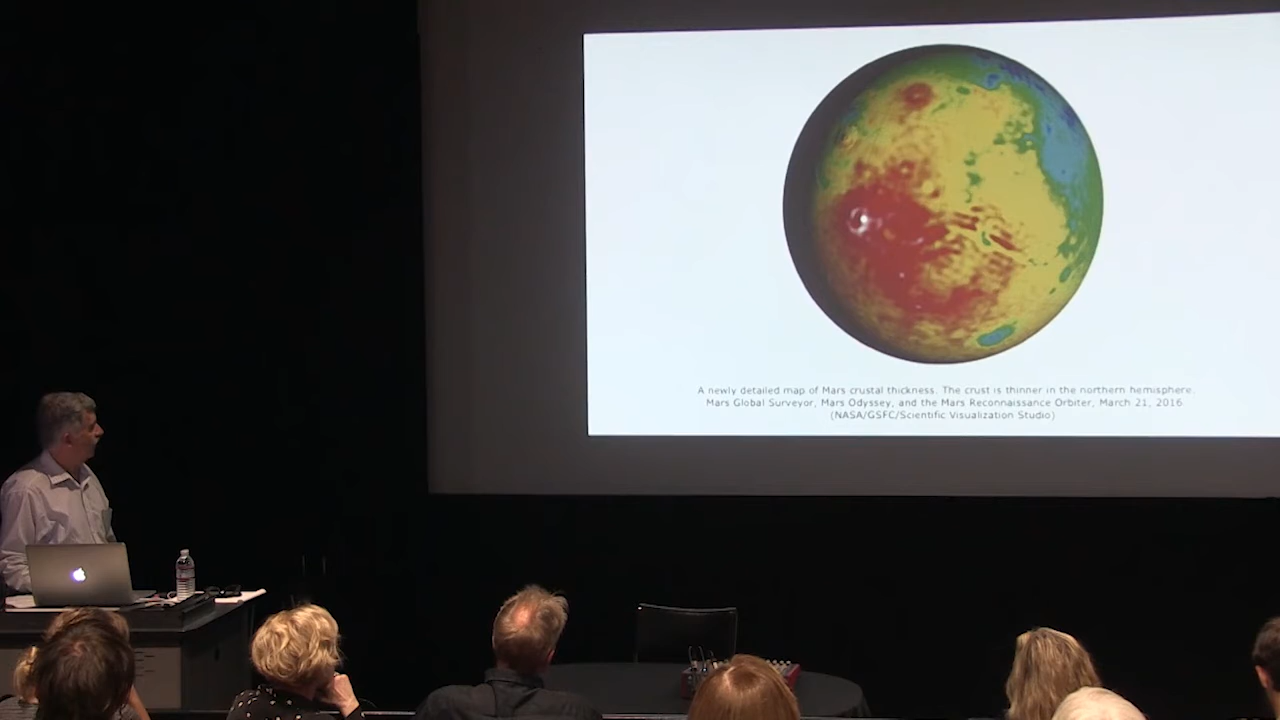 A newly detailed map of Mars crustal thickness. The crust is thinner in the northern hemisphere.
Mars Global Surveyor, Mars Odyssey, and the Mars Reconnaissance Orbiter, March 21, 2016
(NASA/GSFC/Scientific Visualization Studio)